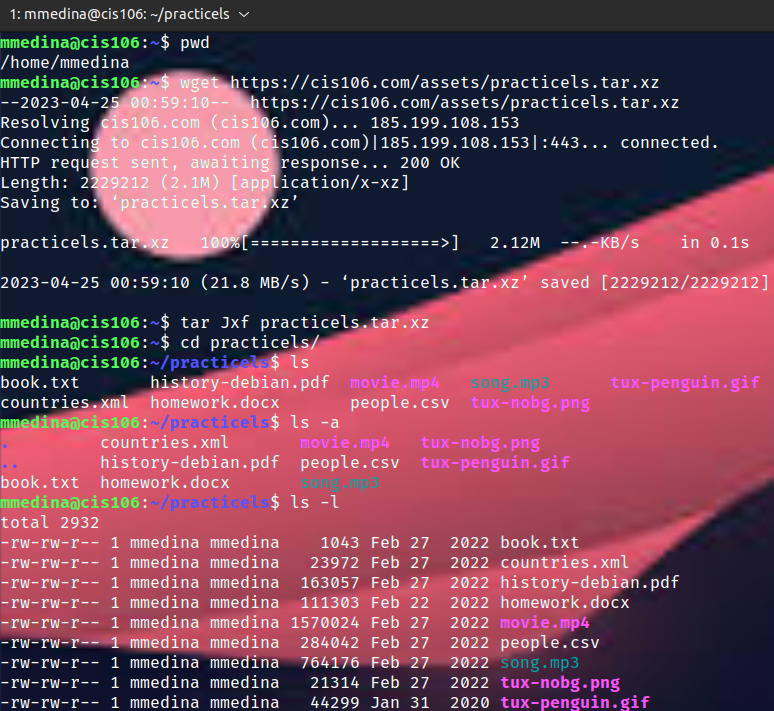 1: mmedina@cis106: ~/practicels
mmedina@cis106:~$ pwd
/home/mmedina
mmedina@cis106:~$ wget https://cis106.com/assets/practicels.tar.xz
--2023-04-25 00:59:10--  https://cis106.com/assets/practicels.tar.xz
Resolving cis106.com (cis106.com)... 185.199.108.153
Connecting to cis106.com (cis106.com)|185.199.108.153|:443... connected.
HTTP request sent, awaiting response... 200 OK
Length: 2229212 (2.1M) [application/x-xz]
Saving to: ‘practicels.tar.xz’
practicels.tar.xz   100%[===================>]   2.12M  --.-KB/s    in 0.1s
2023-04-25 00:59:10 (21.8 MB/s) - ‘practicels.tar.xz’ saved [2229212/2229212]
mmedina@cis106:~$ tar Jxf practicels.tar.xz
mmedina@cis106:~$ cd practicels/
mmedina@cis106:~/practicels$ ls
book.txt       history-debian.pdf  movie.mp4   song.mp3      tux-penguin.gif
countries.xml  homework.docx       people.csv  tux-nobg.png
mmedina@cis106:~/practicels$ ls -a
.         countries.xml       movie.mp4   tux-nobg.png
..        history-debian.pdf  people.csv  tux-penguin.gif
book.txt  homework.docx       song.mp3
mmedina@cis106:~/practicels$ ls -l
total 2932
-rw-rw-r-- 1 mmedina mmedina    1043 Feb 27  2022 book.txt
-rw-rw-r-- 1 mmedina mmedina   23972 Feb 27  2022 countries.xml
-rw-rw-r-- 1 mmedina mmedina  163057 Feb 27  2022 history-debian.pdf
-rw-rw-r-- 1 mmedina mmedina  111303 Feb 22  2022 homework.docx
-rw-rw-r-- 1 mmedina mmedina 1570024 Feb 27  2022 movie.mp4
-rw-rw-r-- 1 mmedina mmedina  284042 Feb 27  2022 people.csv
-rw-rw-r-- 1 mmedina mmedina  764176 Feb 27  2022 song.mp3
-rw-rw-r-- 1 mmedina mmedina   21314 Feb 27  2022 tux-nobg.png
-rw-rw-r-- 1 mmedina mmedina   44299 Jan 31  2020 tux-penguin.gif